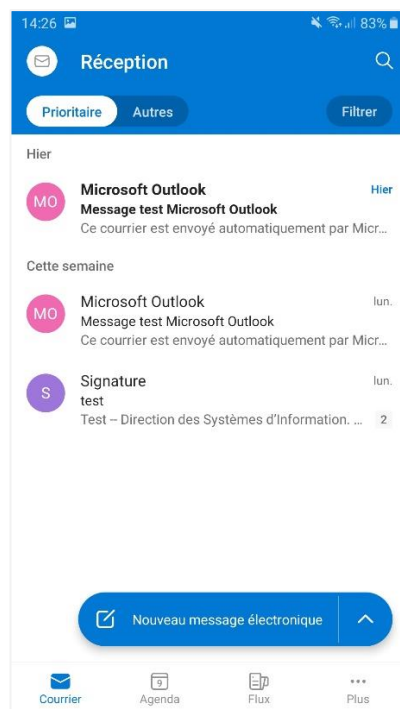 14:26 83%
Réception
Prioritaire Autres Filtrer
Hier
MO Microsoft Outlook Hier
Message test Microsoft Outlook
Ce courrier est envoyé automatiquement par Micr...
Cette semaine
MO Microsoft Outlook lun.
Message test Microsoft Outlook
Ce courrier est envoyé automatiquement par Micr...
S Signature lun.
test
Test – Direction des Systèmes d'Information. ... 2
Nouveau message électronique
9
Courrier Agenda Flux Plus